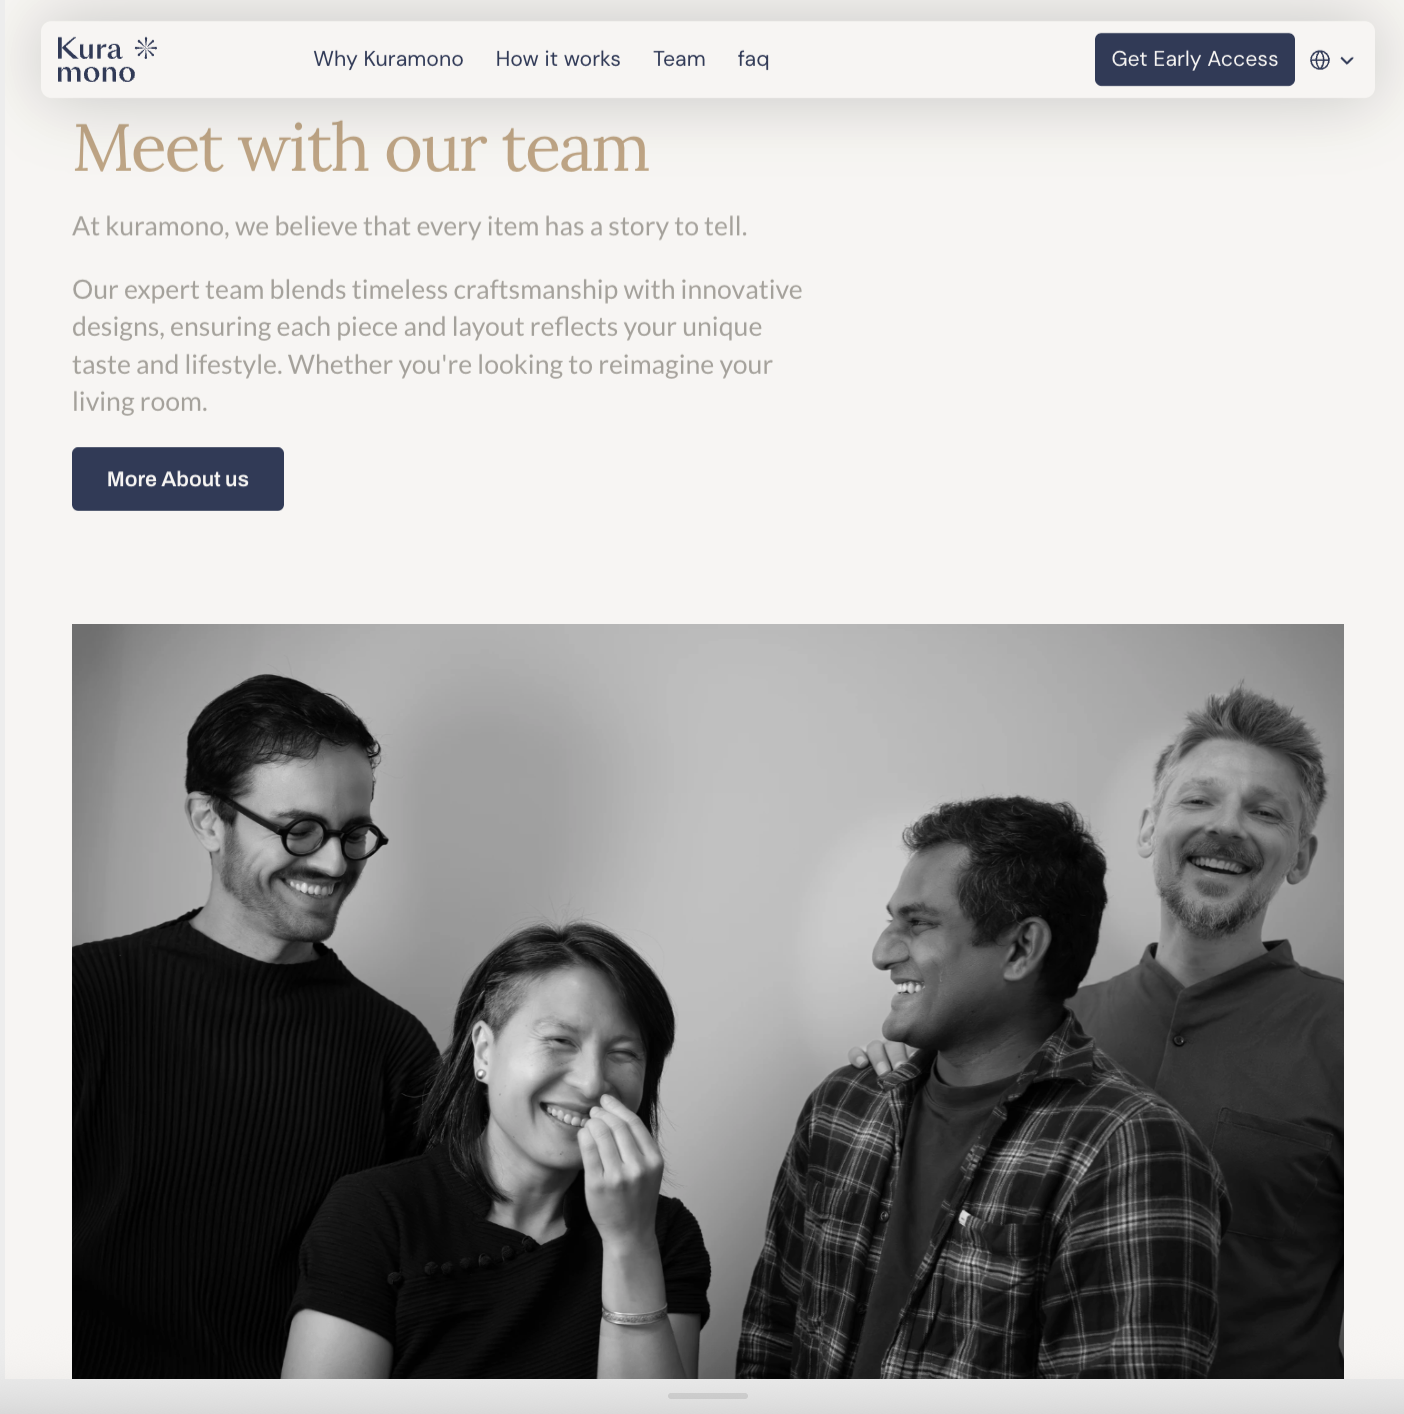 Kura
mono
Why Kuramono How it works Team faq
Get Early Access
Meet with our team
At kuramono, we believe that every item has a story to tell.
Our expert team blends timeless craftsmanship with innovative
designs, ensuring each piece and layout reflects your unique
taste and lifestyle. Whether you're looking to reimagine your
living room.
More About us